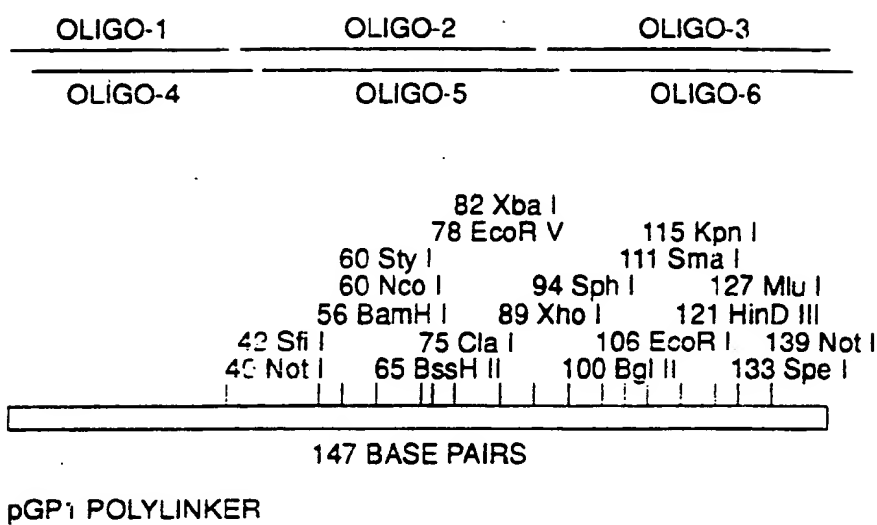 OLIGO-1 OLIGO-2 OLIGO-3
OLIGO-4 OLIGO-5 OLIGO-6
82 Xba I
78 EcoR V 115 Kpn I
60 Sty I 111 Sma I
60 Nco I 94 Sph I 127 Mlu I
56 BamH I 89 Xho I 121 HinD III
Sfi I 75 Cla I 106 EcoR I 139 Not I
Not I 65 BssH II 100 Bgl II 133 Spe I
147 BASE PAIRS
pGP1 POLYLINKER